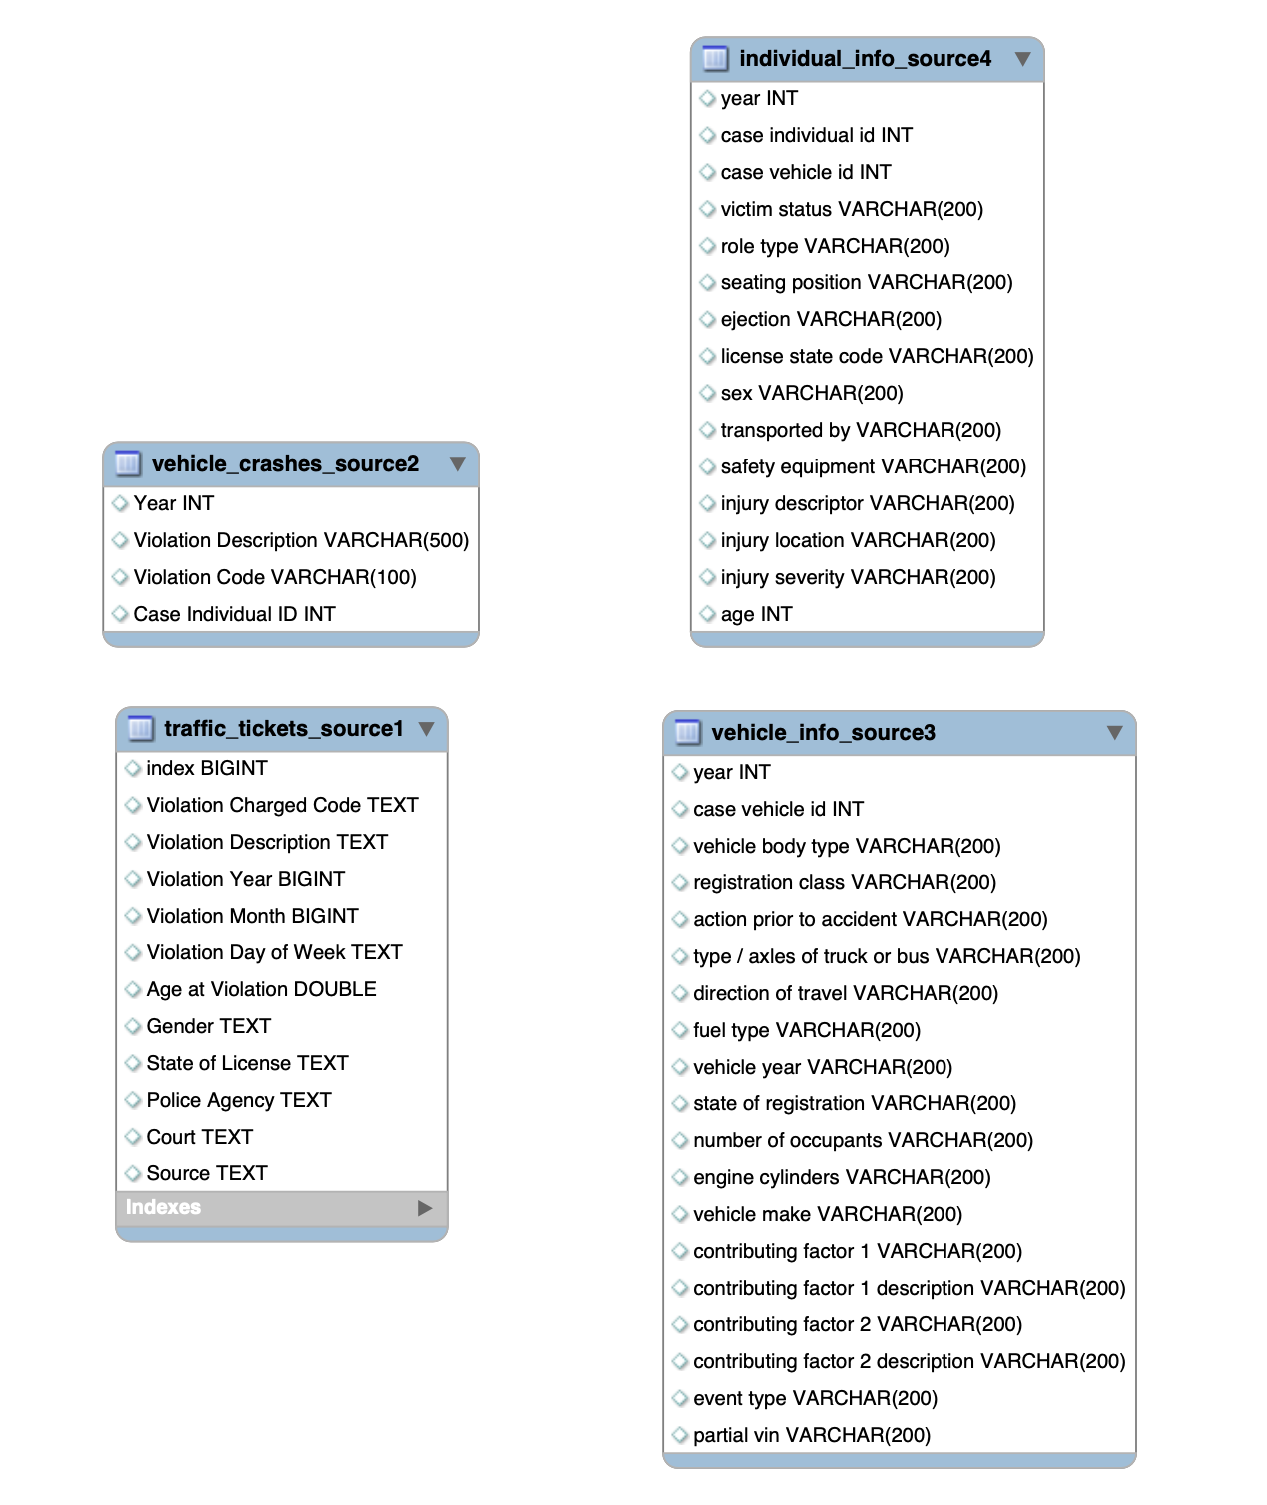 individual_info_source4
year INT
case individual id INT
case vehicle id INT
victim status VARCHAR(200)
role type VARCHAR(200)
seating position VARCHAR(200)
ejection VARCHAR(200)
license state code VARCHAR(200)
sex VARCHAR(200)
transported by VARCHAR(200)
safety equipment VARCHAR(200)
injury descriptor VARCHAR(200)
injury location VARCHAR(200)
injury severity VARCHAR(200)
age INT
vehicle_crashes_source2
Year INT
Violation Description VARCHAR(500)
Violation Code VARCHAR(100)
Case Individual ID INT
traffic_tickets_source1
index BIGINT
Violation Charged Code TEXT
Violation Description TEXT
Violation Year BIGINT
Violation Month BIGINT
Violation Day of Week TEXT
Age at Violation DOUBLE
Gender TEXT
State of License TEXT
Police Agency TEXT
Court TEXT
Source TEXT
Indexes
vehicle_info_source3
year INT
case vehicle id INT
vehicle body type VARCHAR(200)
registration class VARCHAR(200)
action prior to accident VARCHAR(200)
type / axles of truck or bus VARCHAR(200)
direction of travel VARCHAR(200)
fuel type VARCHAR(200)
vehicle year VARCHAR(200)
state of registration VARCHAR(200)
number of occupants VARCHAR(200)
engine cylinders VARCHAR(200)
vehicle make VARCHAR(200)
contributing factor 1 VARCHAR(200)
contributing factor 1 description VARCHAR(200)
contributing factor 2 VARCHAR(200)
contributing factor 2 description VARCHAR(200)
event type VARCHAR(200)
partial vin VARCHAR(200)